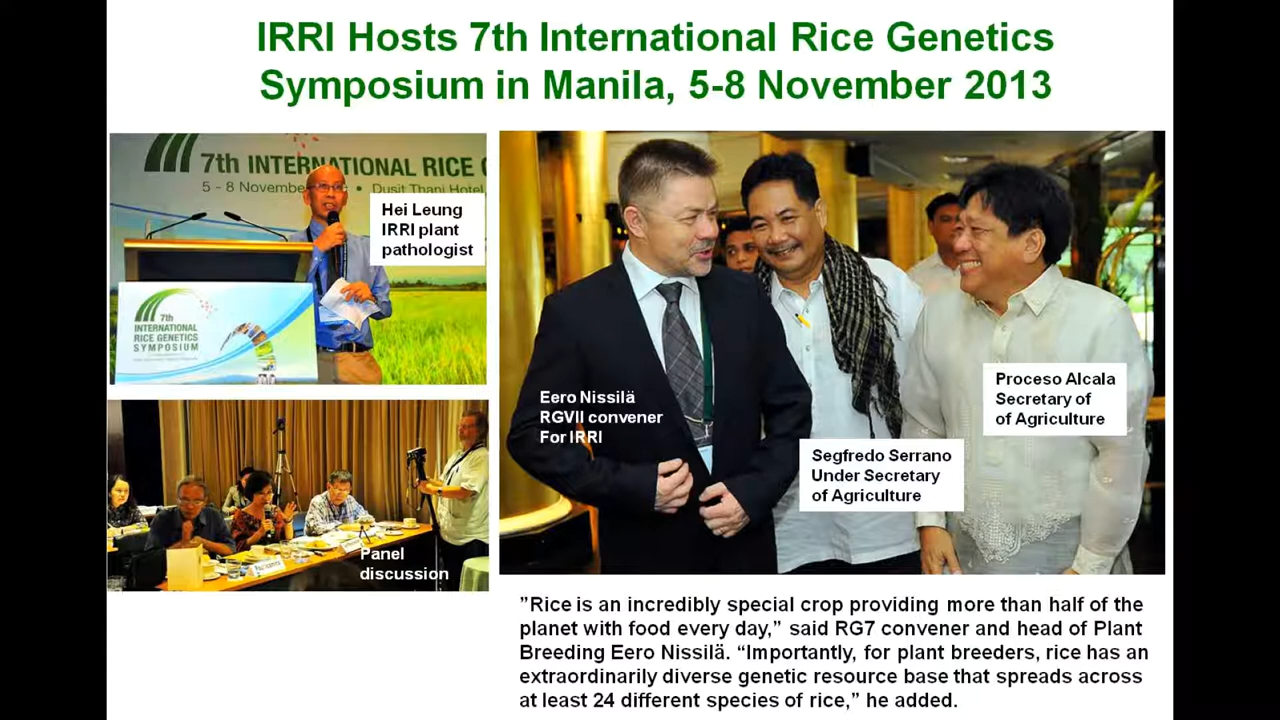 IRRI Hosts 7th International Rice Genetics
Symposium in Manila, 5-8 November 2013
7th INTERNATIONAL RICE
5 - 8 November • Dusit Thani Hotel
Hei Leung
IRRI plant
pathologist
7th
INTERNATIONAL
RICE GENETICS
SYMPOSIUM
Panel
discussion
Eero Nissilä
RGVII convener
For IRRI
Segfredo Serrano
Under Secretary
of Agriculture
Proceso Alcala
Secretary of
of Agriculture
”Rice is an incredibly special crop providing more than half of the
planet with food every day,” said RG7 convener and head of Plant
Breeding Eero Nissilä. “Importantly, for plant breeders, rice has an
extraordinarily diverse genetic resource base that spreads across
at least 24 different species of rice,” he added.